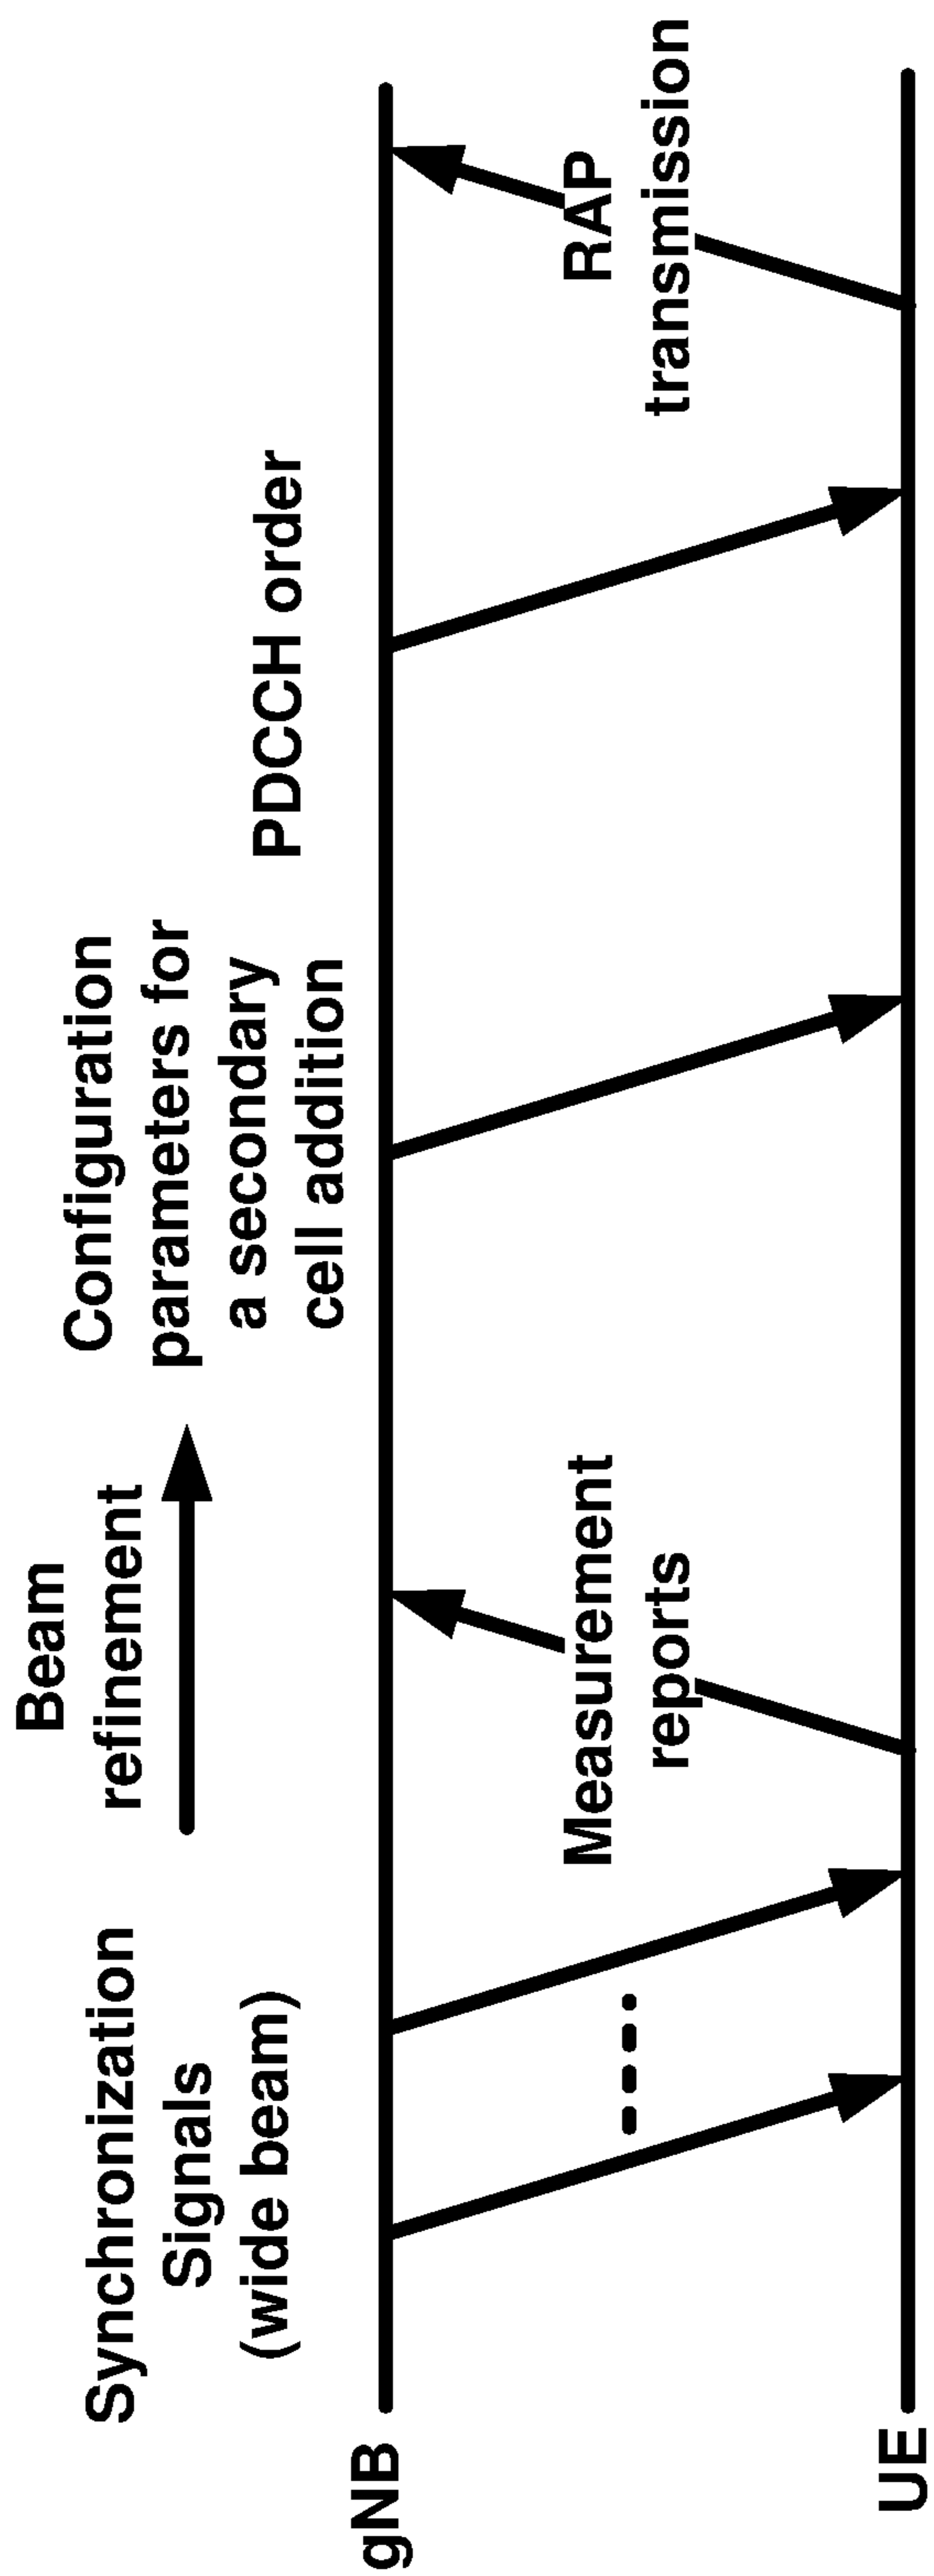 Synchronization
Signals
(wide beam)
Beam
refinement
Configuration
parameters for
a secondary
cell addition
PDCCH order
gNB
Measurement
reports
RAP
transmission
UE